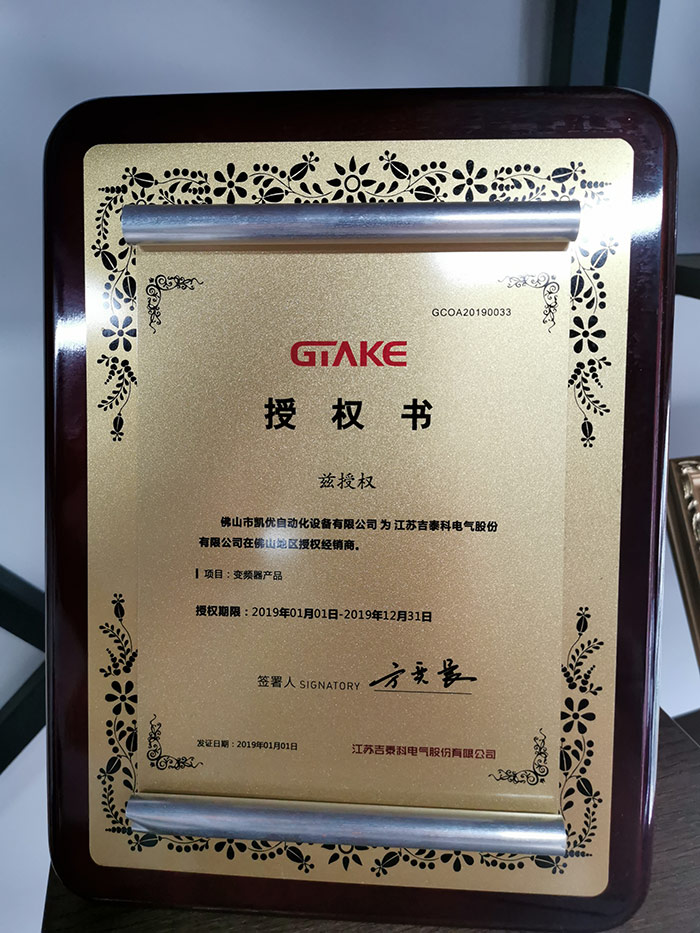 GCOA20190033
GTAKE
授权书
兹授权
佛山市凯优自动化设备有限公司 为 江苏吉泰科电气股份
有限公司在佛山地区授权经销商。
项目：变频器产品
授权期限：2019年01月01日-2019年12月31日
签署人 SIGNATORY
发证日期：2019年01月01日
江苏吉泰科电气股份有限公司